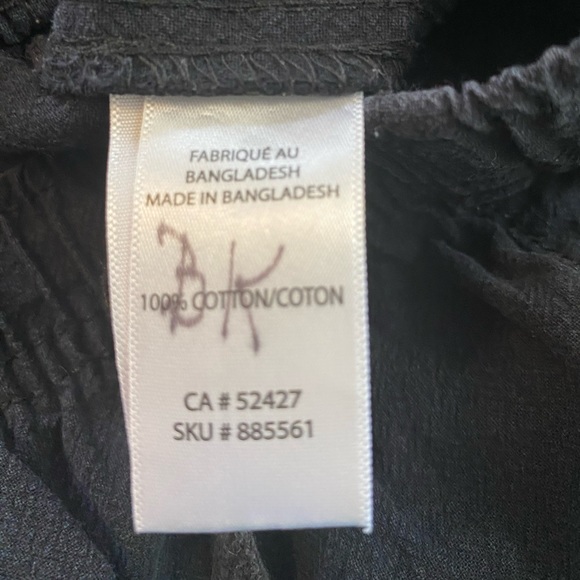 FABRIQUÉ AU
BANGLADESH
MADE IN BANGLADESH
BK
100% COTTON/COTON
CA # 52427
SKU # 885561